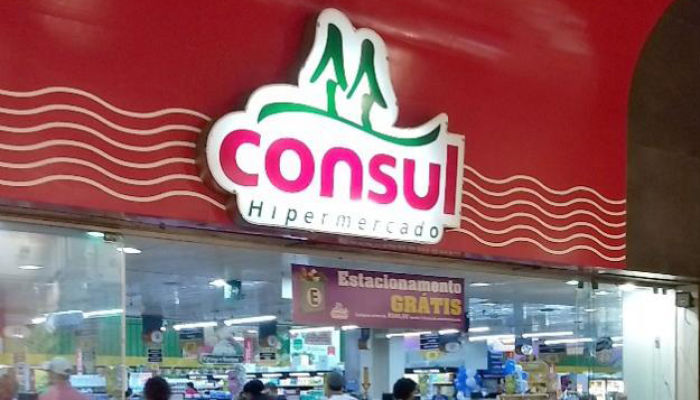 consul
Hipermercado
E
Estacionamento
GRÁTIS